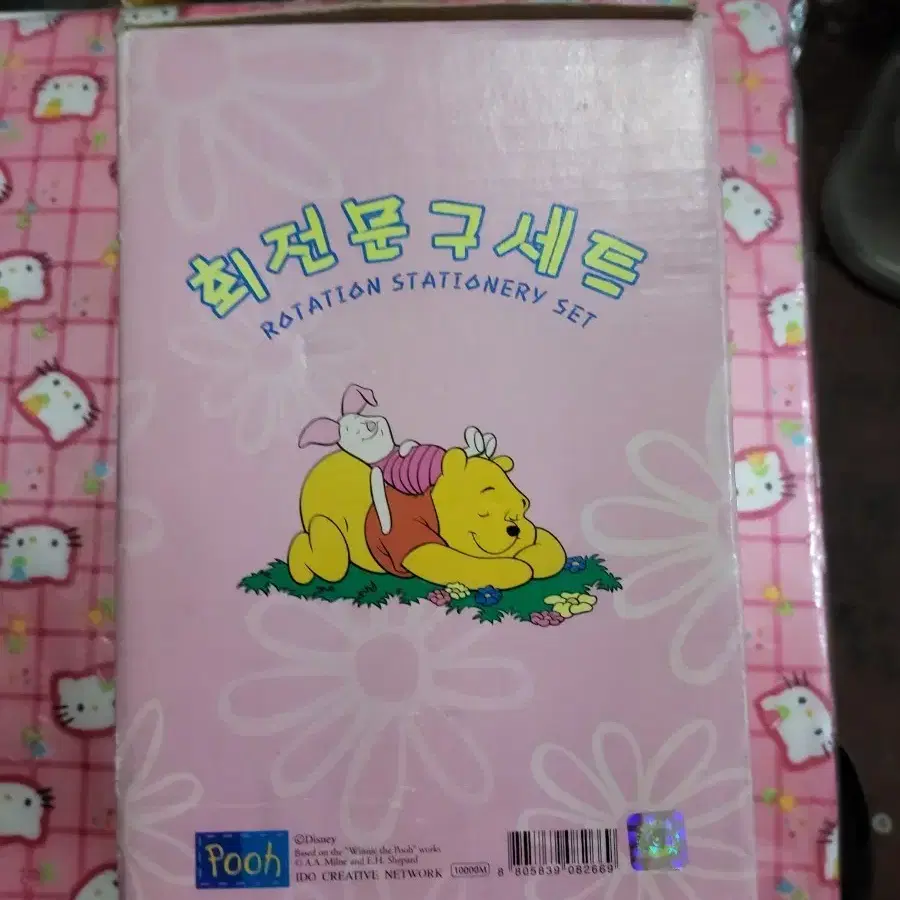 회전문구세트
ROTATION STATIONERY SET
Pooh
©Disney
Based on the "Winnie the Pooh" works
© A.A. Milne and E.H. Shepard
IDO CREATIVE NETWORK
10000M
8 805839 082669